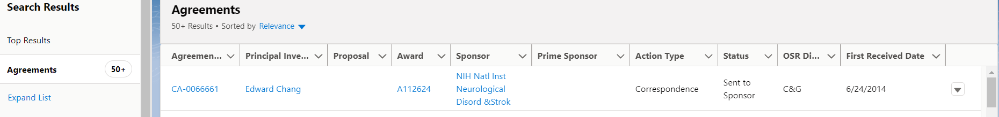 Search Results
Top Results
Agreements 50+
Expand List
Agreements
50+ Results • Sorted by Relevance
Agreemen... Principal Inve... Proposal Award Sponsor Prime Sponsor Action Type Status OSR Di... First Received Date
CA-0066661 Edward Chang A112624 NIH Natl Inst Neurological Disord &Strok Correspondence Sent to Sponsor C&G 6/24/2014